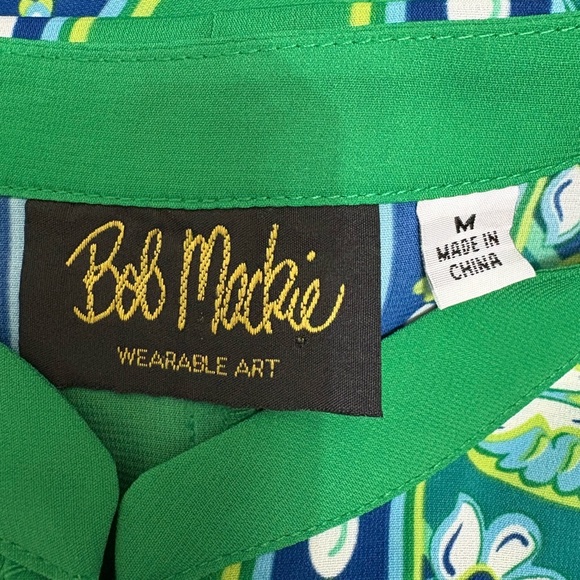 Bob Mackie
WEARABLE ART
M
MADE IN
CHINA